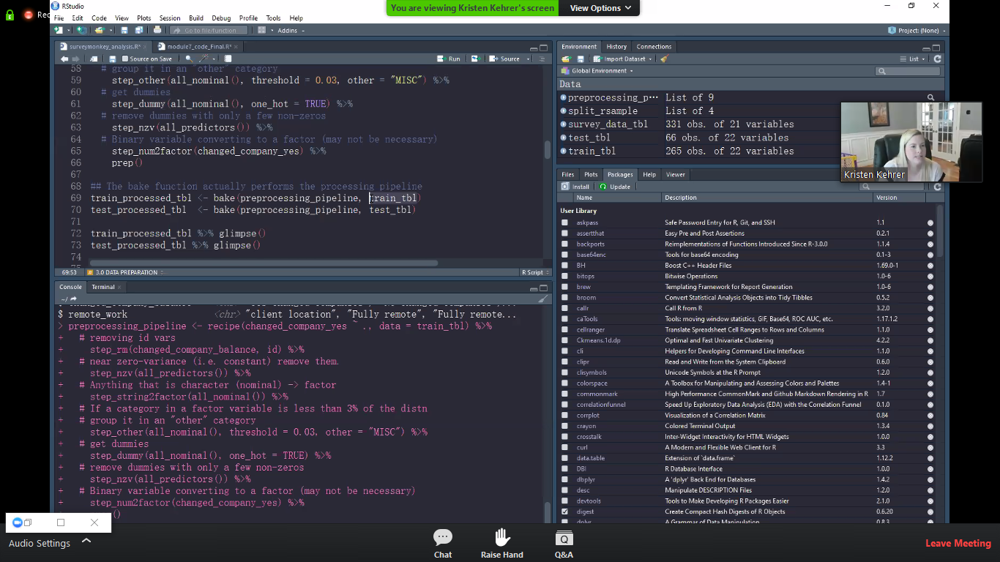 RStudio
You are viewing Kristen Kehrer's screen
View Options
Rec
File Edit Code View Plots Session Build Debug Profile Tools Help
Go to file/function
Addins
Project: (None)
surveymonkey_analysis.R*
module7_code_Final.R*
Source on Save
Run
Source
58 # group it in an "other" category
59 step_other(all_nominal(), threshold = 0.03, other = "MISC") %>%
60 # get dummies
61 step_dummy(all_nominal(), one_hot = TRUE) %>%
62 # remove dummies with only a few non-zeros
63 step_nzv(all_predictors()) %>%
64 # Binary variable converting to a factor (may not be necessary)
65 step_num2factor(changed_company_yes) %>%
66 prep()
67
68 ## The bake function actually performs the processing pipeline
69 train_processed_tbl <- bake(preprocessing_pipeline, train_tbl)
70 test_processed_tbl <- bake(preprocessing_pipeline, test_tbl)
71
72 train_processed_tbl %>% glimpse()
73 test_processed_tbl %>% glimpse()
74
69:53
3.0 DATA PREPARATION
R Script
Console
Terminal
~/
$ remote_work <chr> "client location", "Fully remote", "Fully remote...
> preprocessing_pipeline <- recipe(changed_company_yes ~ ., data = train_tbl) %>%
+ # removing id vars
+ step_rm(changed_company_balance, id) %>%
+ # near zero-variance (i.e. constant) remove them.
+ step_nzv(all_predictors()) %>%
+ # Anything that is character (nominal) -> factor
+ step_string2factor(all_nominal()) %>%
+ # If a category in a factor variable is less than 3% of the distn
+ # group it in an "other" category
+ step_other(all_nominal(), threshold = 0.03, other = "MISC") %>%
+ # get dummies
+ step_dummy(all_nominal(), one_hot = TRUE) %>%
+ # remove dummies with only a few non-zeros
+ step_nzv(all_predictors()) %>%
+ # Binary variable converting to a factor (may not be necessary)
+ step_num2factor(changed_company_yes) %>%
()
Environment History Connections
Import Dataset
List
Global Environment
Data
preprocessing_p… List of 9
split_rsample List of 4
survey_data_tbl 331 obs. of 21 variables
test_tbl 66 obs. of 22 variables
train_tbl 265 obs. of 22 variables
Kristen Kehrer
Files Plots Packages Help Viewer
Install Update
Name Description Version
User Library
askpass Safe Password Entry for R, Git, and SSH 1.1
assertthat Easy Pre and Post Assertions 0.2.1
backports Reimplementations of Functions Introduced Since R-3.0.0 1.1.4
base64enc Tools for base64 encoding 0.1-3
BH Boost C++ Header Files 1.69.0-1
bitops Bitwise Operations 1.0-6
brew Templating Framework for Report Generation 1.0-6
broom Convert Statistical Analysis Objects into Tidy Tibbles 0.5.2
callr Call R from R 3.2.0
caTools Tools: moving window statistics, GIF, Base64, ROC AUC, etc. 1.17.1.2
cellranger Translate Spreadsheet Cell Ranges to Rows and Columns 1.1.0
Ckmeans.1d.dp Optimal and Fast Univariate Clustering 4.2.2
cli Helpers for Developing Command Line Interfaces 1.1.0
clipr Read and Write from the System Clipboard 0.6.0
clisymbols Unicode Symbols at the R Prompt 1.2.0
colorspace A Toolbox for Manipulating and Assessing Colors and Palettes 1.4-1
commonmark High Performance CommonMark and Github Markdown Rendering in R 1.7
correlationfunnel Speed Up Exploratory Data Analysis (EDA) with the Correlation Funnel 0.1.0
corrplot Visualization of a Correlation Matrix 0.84
crayon Colored Terminal Output 1.3.4
crosstalk Inter-Widget Interactivity for HTML Widgets 1.0.0
curl A Modern and Flexible Web Client for R 3.3
data.table Extension of `data.frame` 1.12.2
DBI R Database Interface 1.0.0
dbplyr A 'dplyr' Back End for Databases 1.4.2
desc Manipulate DESCRIPTION Files 1.2.0
devtools Tools to Make Developing R Packages Easier 2.1.0
digest Create Compact Hash Digests of R Objects 0.6.20
dplyr A Grammar of Data Manipulation 0.8.3
Audio Settings
Chat
Raise Hand
Q&A
Leave Meeting